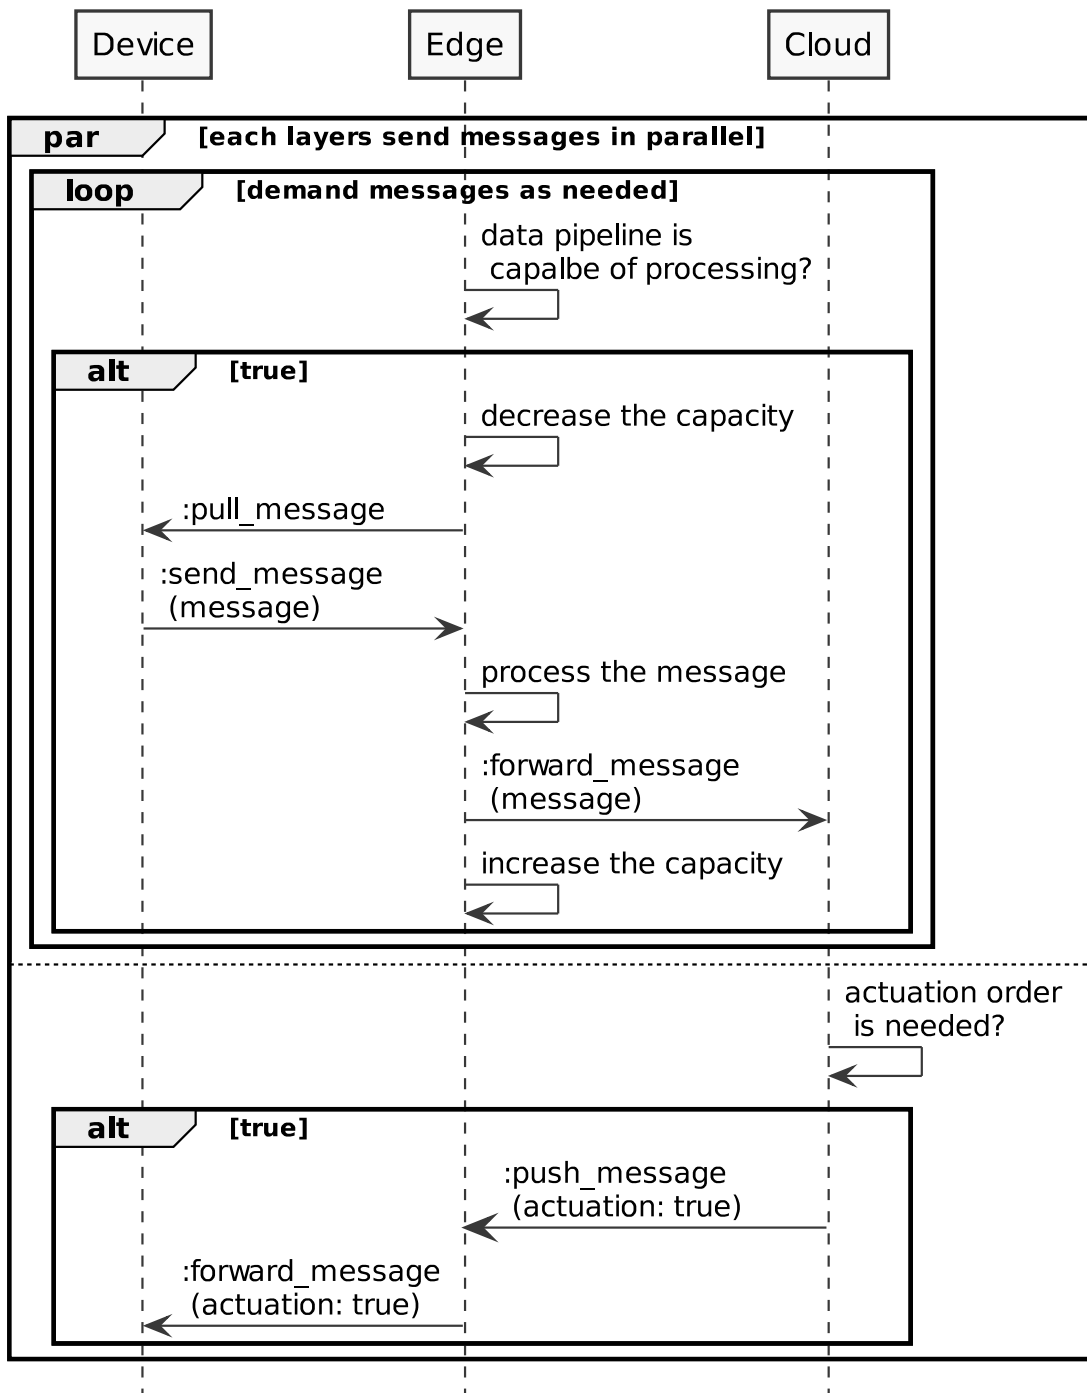 Device
Edge
Cloud
par
[each layers send messages in parallel]
loop
[demand messages as needed]
data pipeline is
capalbe of processing?
alt
[true]
decrease the capacity
:pull_message
:send_message
(message)
process the message
:forward_message
(message)
increase the capacity
actuation order
is needed?
alt
[true]
:push_message
(actuation: true)
:forward_message
(actuation: true)